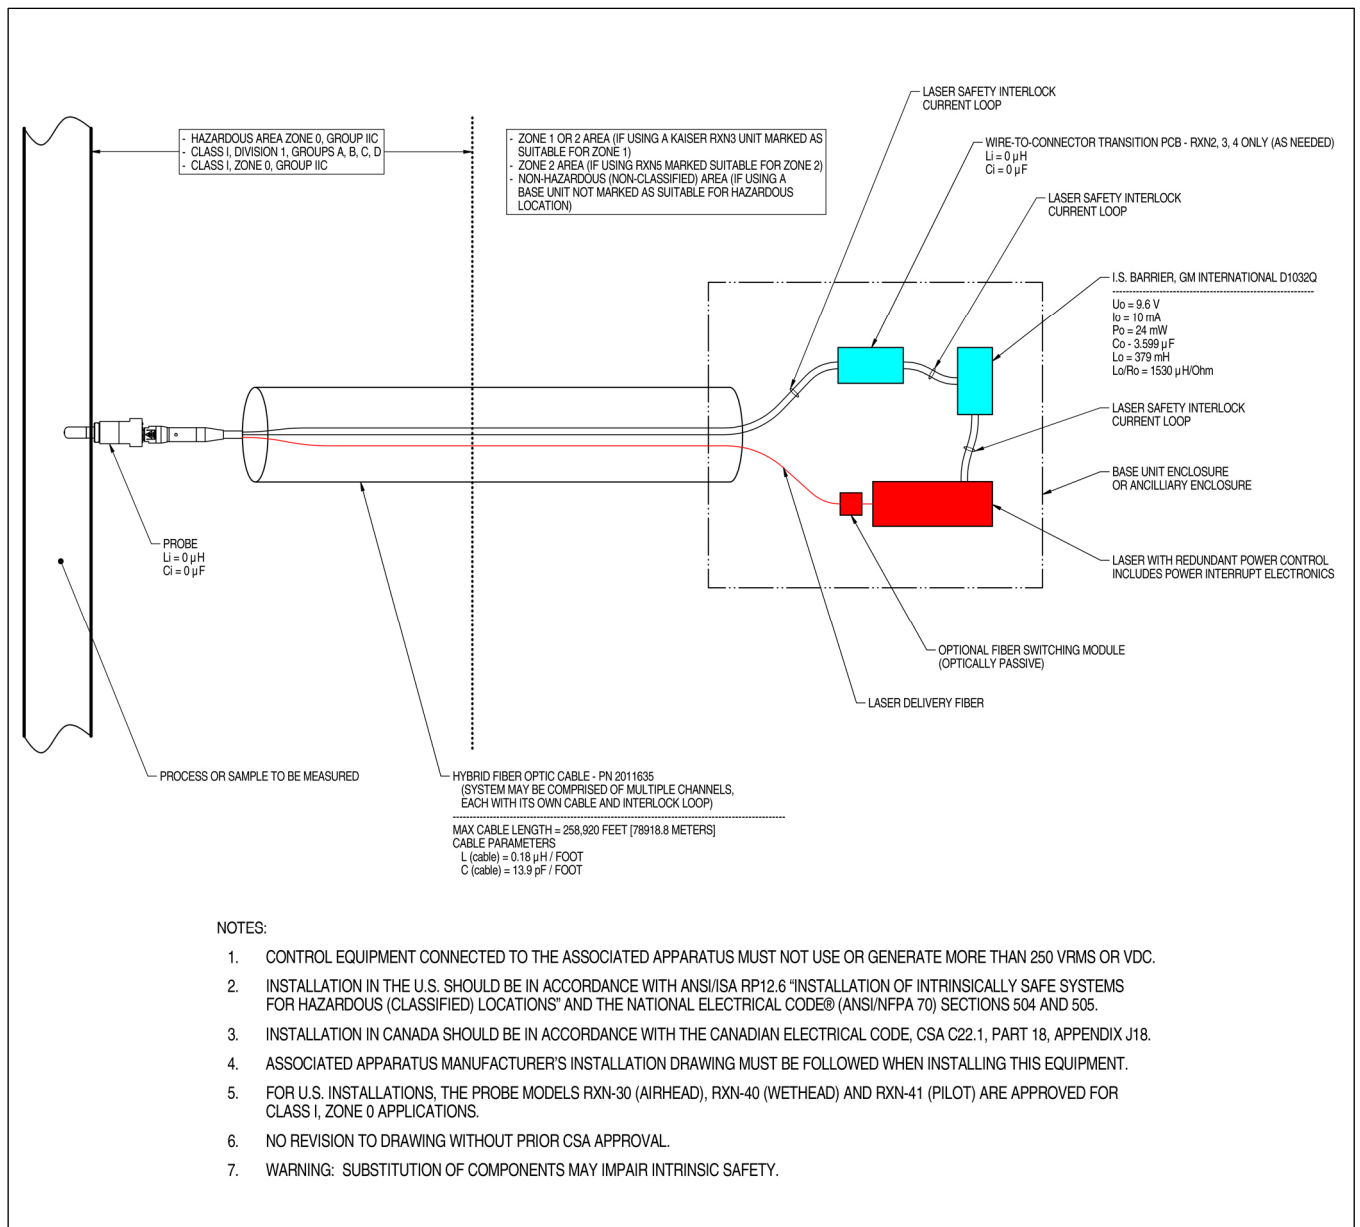 - HAZARDOUS AREA ZONE 0, GROUP IIC
- CLASS I, DIVISION 1, GROUPS A, B, C, D
- CLASS I, ZONE 0, GROUP IIC
- ZONE 1 OR 2 AREA (IF USING A KAISER RXN3 UNIT MARKED AS
SUITABLE FOR ZONE 1)
- ZONE 2 AREA (IF USING RXN5 MARKED SUITABLE FOR ZONE 2)
- NON-HAZARDOUS (NON-CLASSIFIED) AREA (IF USING A
BASE UNIT NOT MARKED AS SUITABLE FOR HAZARDOUS
LOCATION)
LASER SAFETY INTERLOCK
CURRENT LOOP
WIRE-TO-CONNECTOR TRANSITION PCB - RXN2, 3, 4 ONLY (AS NEEDED)
Li = 0 µH
Ci = 0 µF
LASER SAFETY INTERLOCK
CURRENT LOOP
I.S. BARRIER, GM INTERNATIONAL D1032Q
Uo = 9.6 V
Io = 10 mA
Po = 24 mW
Co - 3.599 µF
Lo = 379 mH
Lo/Ro = 1530 µH/Ohm
LASER SAFETY INTERLOCK
CURRENT LOOP
BASE UNIT ENCLOSURE
OR ANCILLIARY ENCLOSURE
PROBE
Li = 0 µH
Ci = 0 µF
LASER WITH REDUNDANT POWER CONTROL
INCLUDES POWER INTERRUPT ELECTRONICS
OPTIONAL FIBER SWITCHING MODULE
(OPTICALLY PASSIVE)
LASER DELIVERY FIBER
PROCESS OR SAMPLE TO BE MEASURED
HYBRID FIBER OPTIC CABLE - PN 2011635
(SYSTEM MAY BE COMPRISED OF MULTIPLE CHANNELS,
EACH WITH ITS OWN CABLE AND INTERLOCK LOOP)
MAX CABLE LENGTH = 258,920 FEET [78918.8 METERS]
CABLE PARAMETERS
L (cable) = 0.18 µH / FOOT
C (cable) = 13.9 pF / FOOT
NOTES:
1. CONTROL EQUIPMENT CONNECTED TO THE ASSOCIATED APPARATUS MUST NOT USE OR GENERATE MORE THAN 250 VRMS OR VDC.
2. INSTALLATION IN THE U.S. SHOULD BE IN ACCORDANCE WITH ANSI/ISA RP12.6 “INSTALLATION OF INTRINSICALLY SAFE SYSTEMS
FOR HAZARDOUS (CLASSIFIED) LOCATIONS” AND THE NATIONAL ELECTRICAL CODE® (ANSI/NFPA 70) SECTIONS 504 AND 505.
3. INSTALLATION IN CANADA SHOULD BE IN ACCORDANCE WITH THE CANADIAN ELECTRICAL CODE, CSA C22.1, PART 18, APPENDIX J18.
4. ASSOCIATED APPARATUS MANUFACTURER’S INSTALLATION DRAWING MUST BE FOLLOWED WHEN INSTALLING THIS EQUIPMENT.
5. FOR U.S. INSTALLATIONS, THE PROBE MODELS RXN-30 (AIRHEAD), RXN-40 (WETHEAD) AND RXN-41 (PILOT) ARE APPROVED FOR
CLASS I, ZONE 0 APPLICATIONS.
6. NO REVISION TO DRAWING WITHOUT PRIOR CSA APPROVAL.
7. WARNING: SUBSTITUTION OF COMPONENTS MAY IMPAIR INTRINSIC SAFETY.